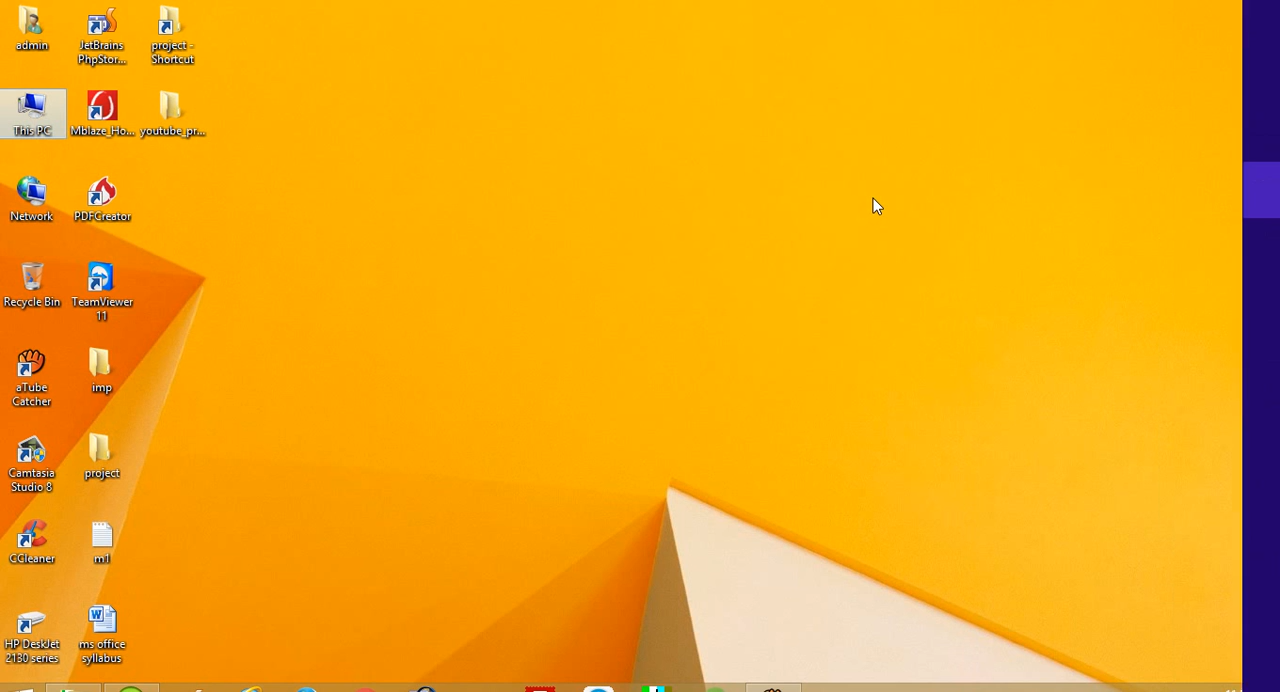 admin
JetBrains
PhpStor...
project -
Shortcut
This PC
Mblaze_Ho...
youtube_pr...
Network
PDFCreator
Recycle Bin
TeamViewer
11
aTube
Catcher
imp
Camtasia
Studio 8
project
CCleaner
m1
HP DeskJet
2130 series
ms office
syllabus